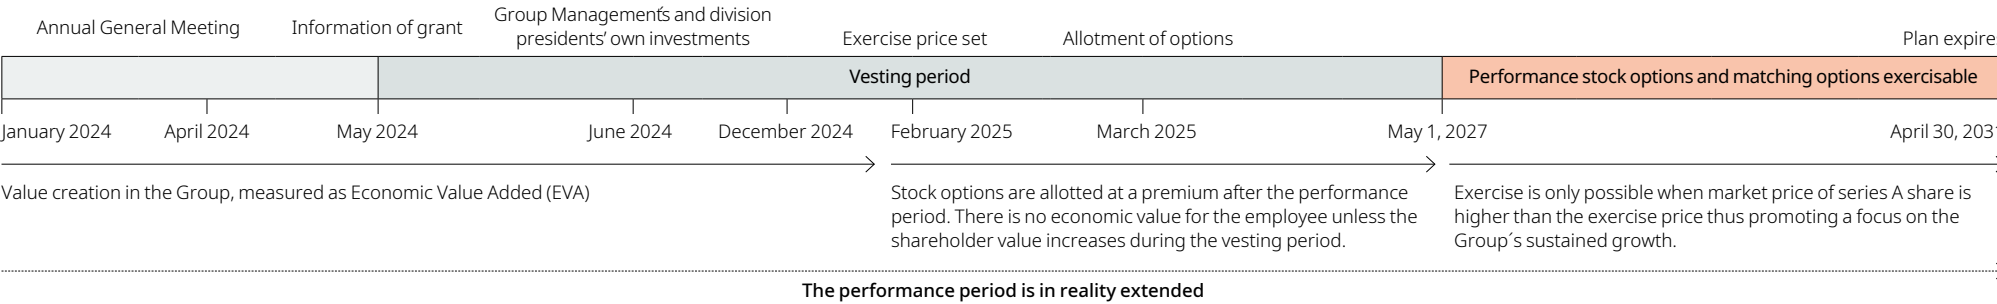 Annual General Meeting
Information of grant
Group Management's and division
presidents' own investments
Exercise price set
Allotment of options
Plan expires
Vesting period
Performance stock options and matching options exercisable
January 2024
April 2024
May 2024
June 2024
December 2024
February 2025
March 2025
May 1, 2027
April 30, 2031
Value creation in the Group, measured as Economic Value Added (EVA)
Stock options are allotted at a premium after the performance
period. There is no economic value for the employee unless the
shareholder value increases during the vesting period.
Exercise is only possible when market price of series A share is
higher than the exercise price thus promoting a focus on the
Group´s sustained growth.
The performance period is in reality extended